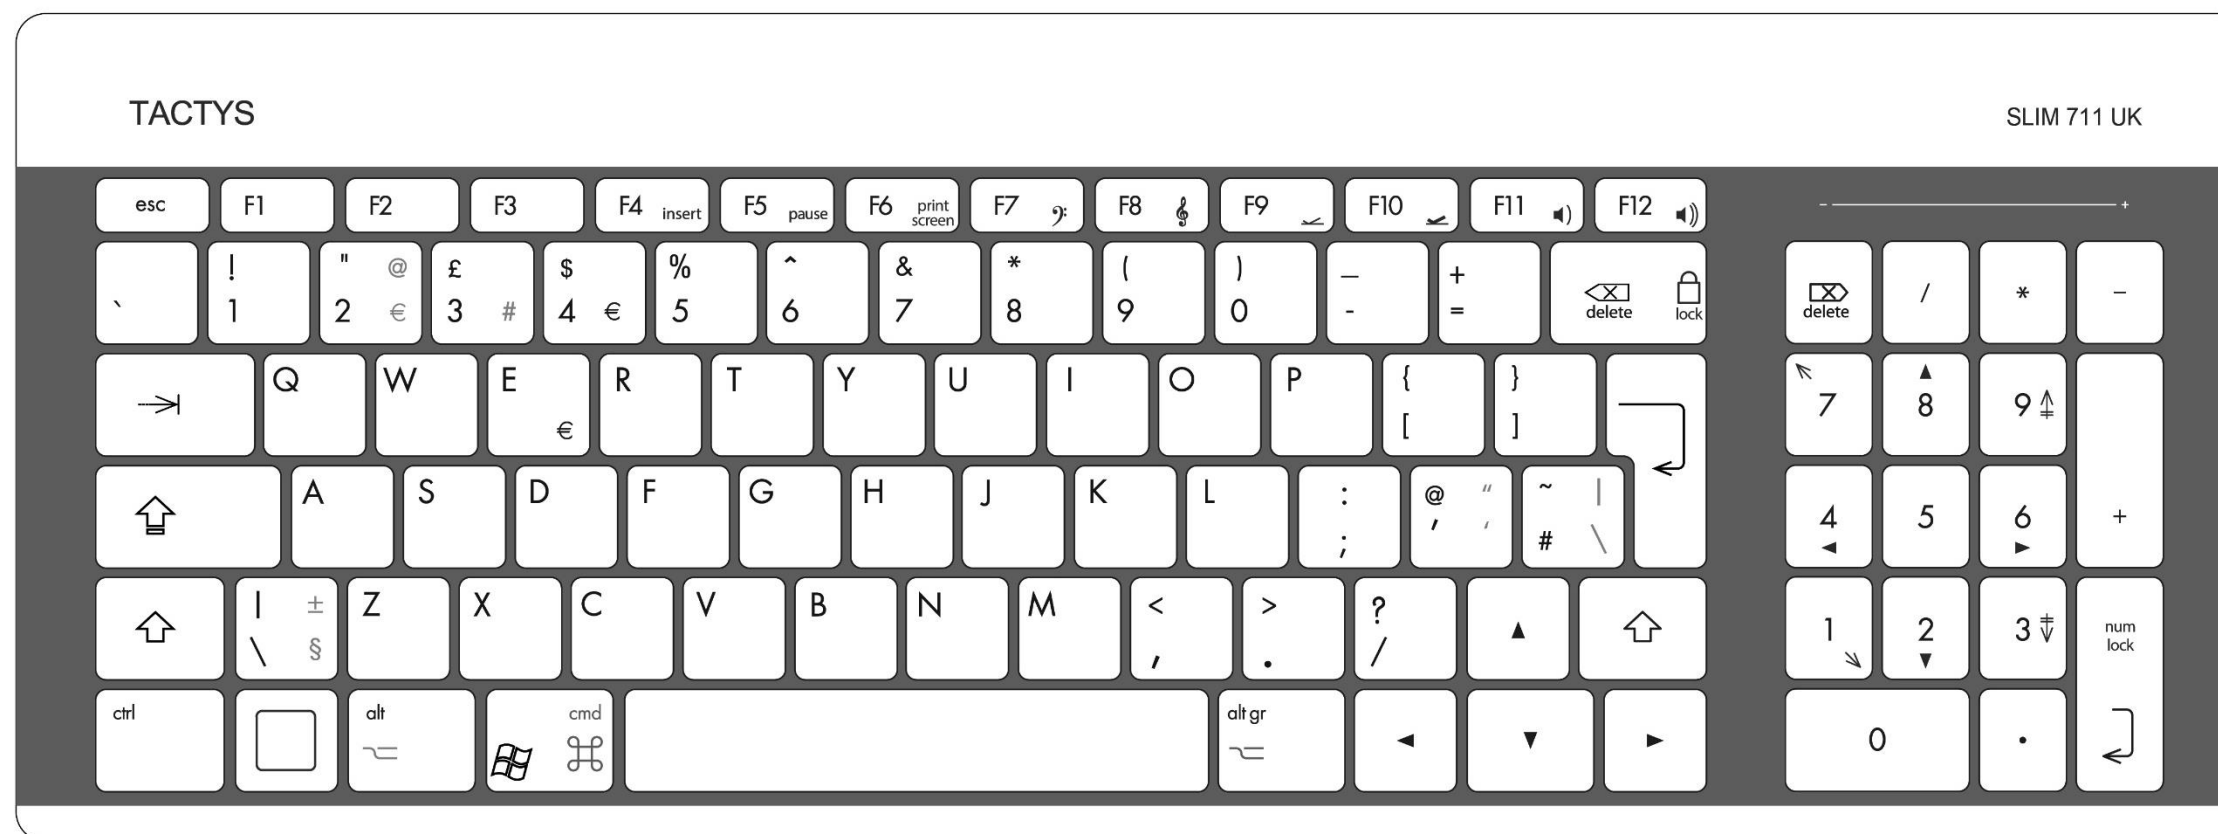 TACTYS SLIM 711 UK
esc F1 F2 F3 F4 insert F5 pause F6 print screen F7 F8 F9 F10 F11 F12 - +
` ! 1 " @ 2 € £ 3 # $ 4 € % 5 ^ 6 & 7 * 8 ( 9 ) 0 _ - + = delete lock delete / * -
Q W E € R T Y U I O P { [ } ] 7 8 9
A S D F G H J K L : ; @ " ' ' ~ | # \ 4 5 6 +
| ± \ § Z X C V B N M < , > . ? / 1 2 3 num lock
ctrl alt cmd alt gr 0 .